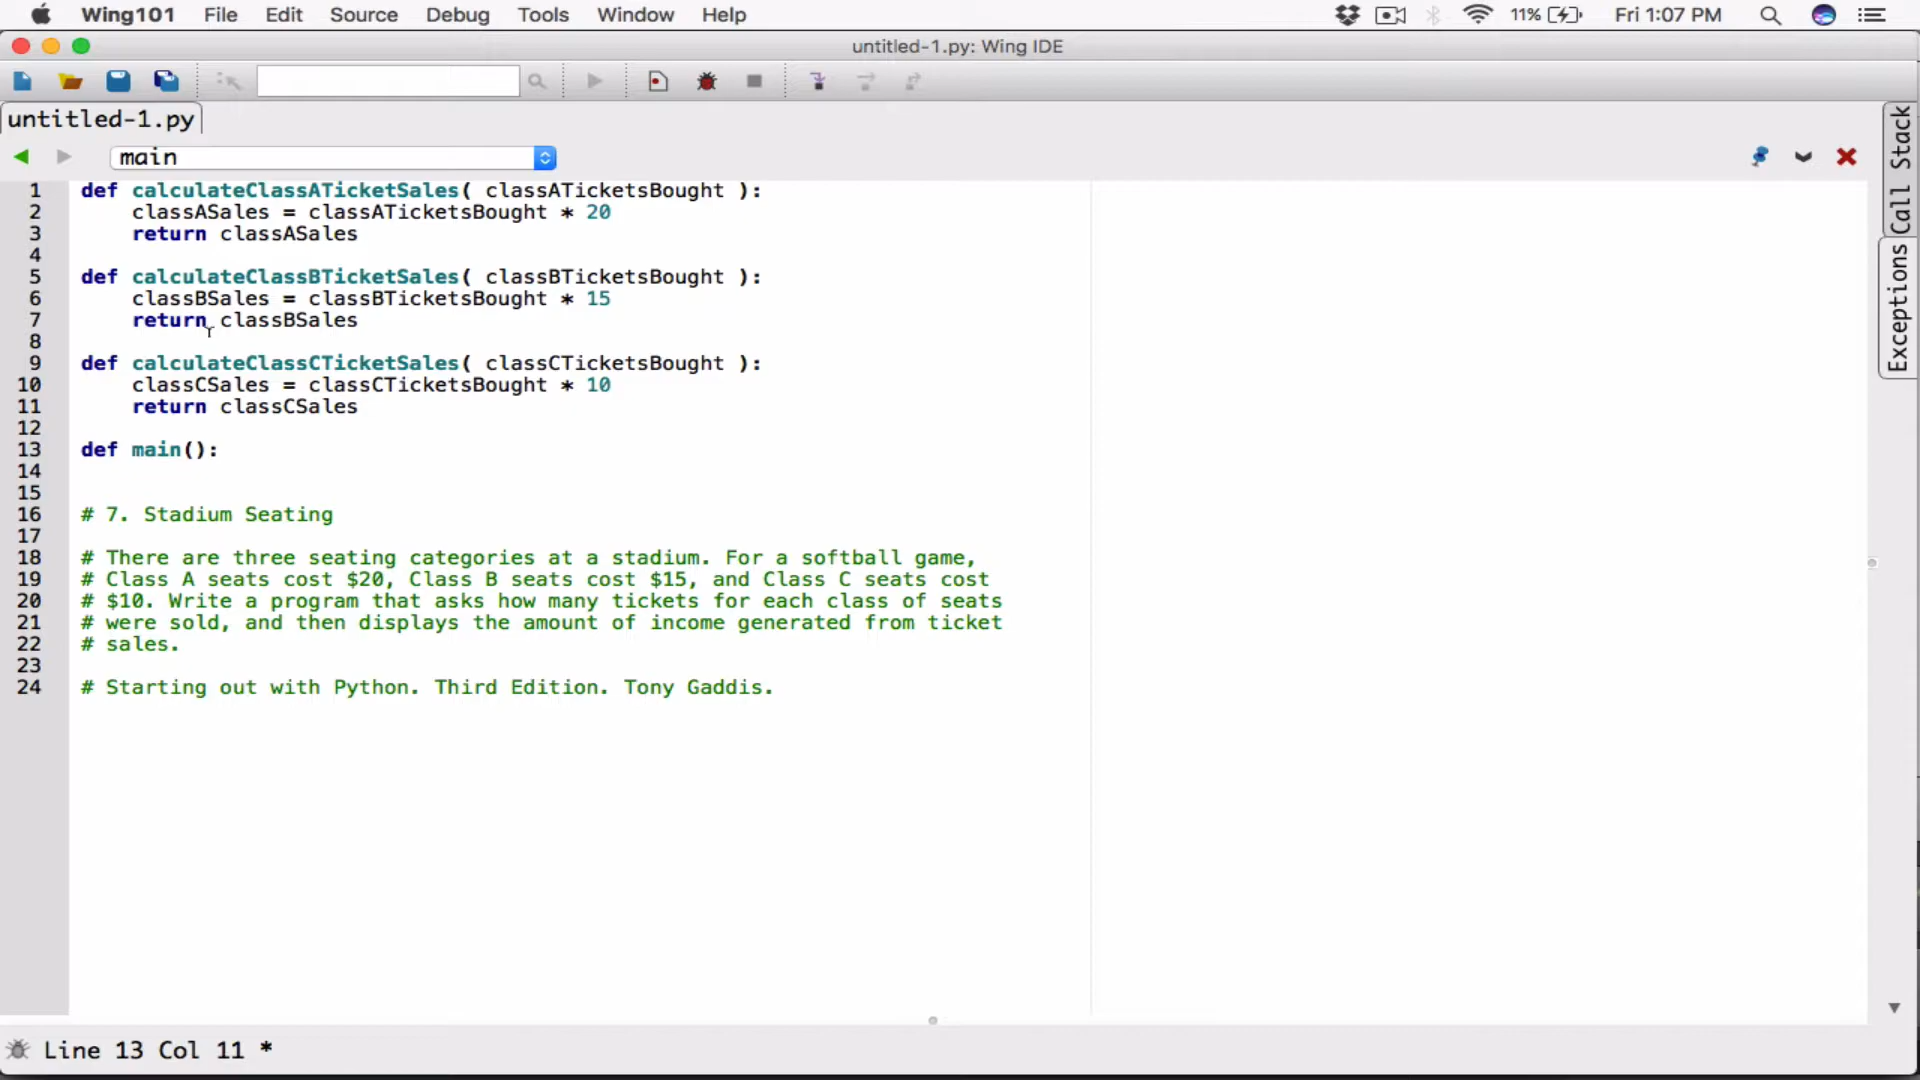 Wing101 File Edit Source Debug Tools Window Help 11% Fri 1:07 PM
untitled-1.py: Wing IDE
untitled-1.py
main
1 def calculateClassATicketSales( classATicketsBought ):
2 classASales = classATicketsBought * 20
3 return classASales
4
5 def calculateClassBTicketSales( classBTicketsBought ):
6 classBSales = classBTicketsBought * 15
7 return classBSales
8
9 def calculateClassCTicketSales( classCTicketsBought ):
10 classCSales = classCTicketsBought * 10
11 return classCSales
12
13 def main():
14
15
16 # 7. Stadium Seating
17
18 # There are three seating categories at a stadium. For a softball game,
19 # Class A seats cost $20, Class B seats cost $15, and Class C seats cost
20 # $10. Write a program that asks how many tickets for each class of seats
21 # were sold, and then displays the amount of income generated from ticket
22 # sales.
23
24 # Starting out with Python. Third Edition. Tony Gaddis.
Call Stack
Exceptions
Line 13 Col 11 *